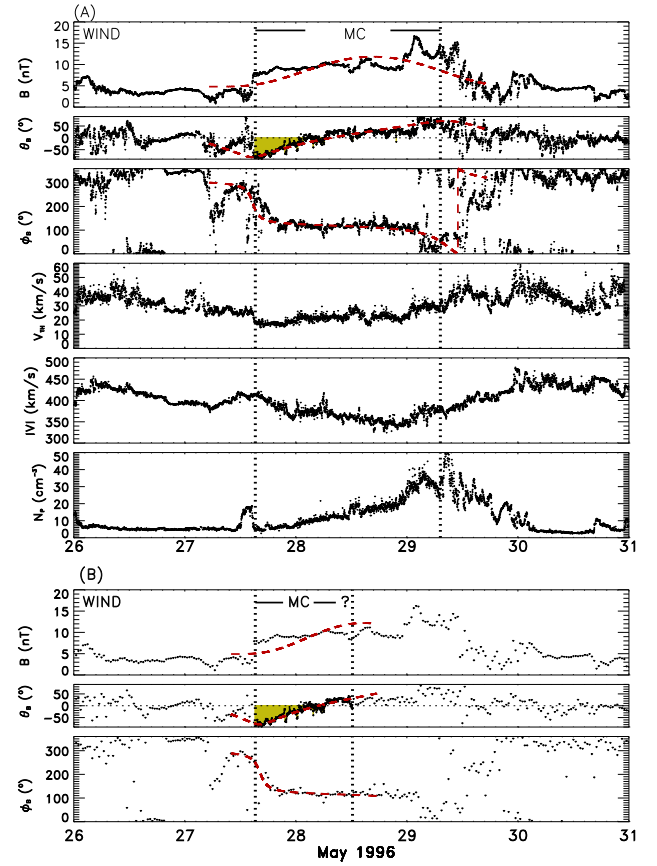 (A)
WIND
MC
B (nT)
20
15
10
5
0
θB (°)
50
0
−50
ϕB (°)
300
200
100
0
VTH (km/s)
60
50
40
30
20
10
0
|V| (km/s)
500
450
400
350
300
NP (cm⁻³)
50
40
30
20
10
0
26 27 28 29 30 31
(B)
WIND
MC ?
B (nT)
20
15
10
5
0
θB (°)
50
0
−50
ϕB (°)
300
200
100
0
26 27 28 29 30 31
May 1996